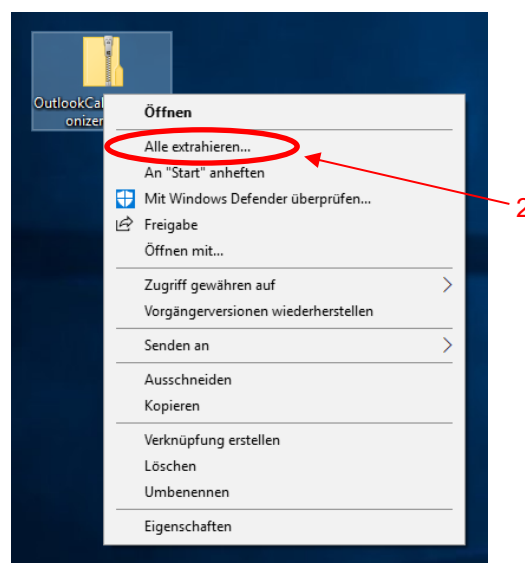 OutlookCal
onizer
Öffnen
Alle extrahieren...
An "Start" anheften
Mit Windows Defender überprüfen...
2
Freigabe
Öffnen mit...
Zugriff gewähren auf
Vorgängerversionen wiederherstellen
Senden an
Ausschneiden
Kopieren
Verknüpfung erstellen
Löschen
Umbenennen
Eigenschaften